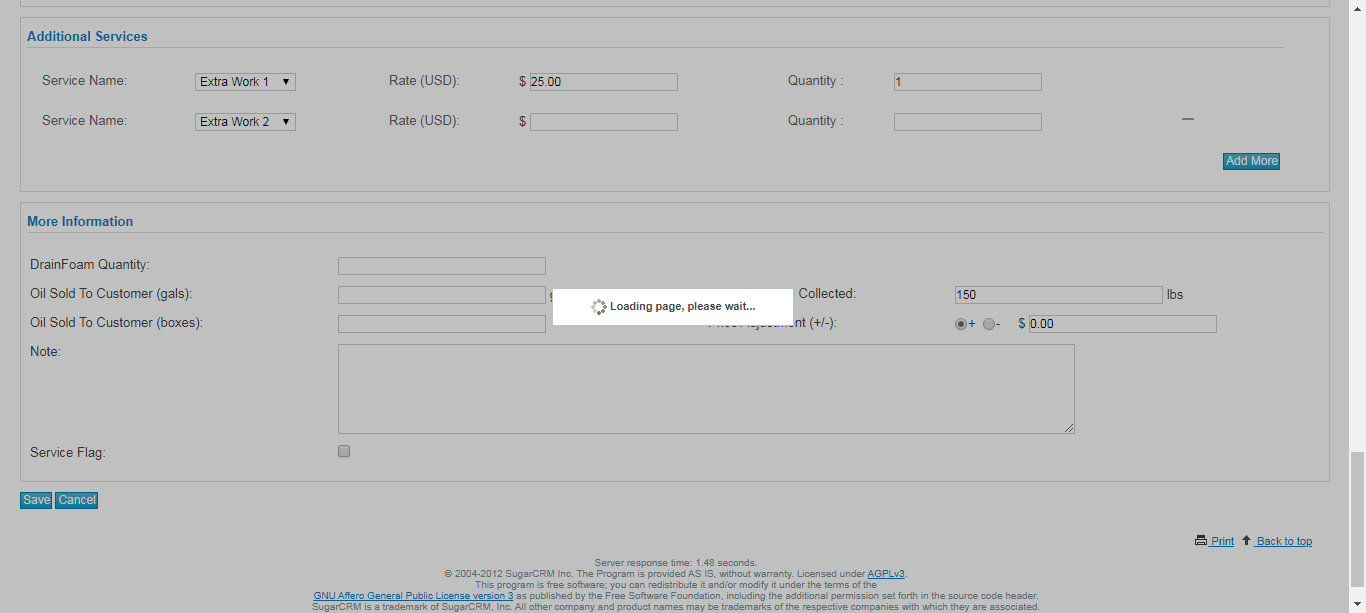 Additional Services
Service Name: Extra Work 1 Rate (USD): $ 25.00 Quantity : 1
Service Name: Extra Work 2 Rate (USD): $ Quantity :
Add More
More Information
DrainFoam Quantity:
Oil Sold To Customer (gals): Collected: 150 lbs
Loading page, please wait...
Oil Sold To Customer (boxes): (+/-): + - $ 0.00
Note:
Service Flag:
Save Cancel
Print Back to top
Server response time: 1.48 seconds.
© 2004-2012 SugarCRM Inc. The Program is provided AS IS, without warranty. Licensed under AGPLv3.
This program is free software; you can redistribute it and/or modify it under the terms of the
GNU Affero General Public License version 3 as published by the Free Software Foundation, including the additional permission set forth in the source code header.
SugarCRM is a trademark of SugarCRM, Inc. All other company and product names may be trademarks of the respective companies with which they are associated.